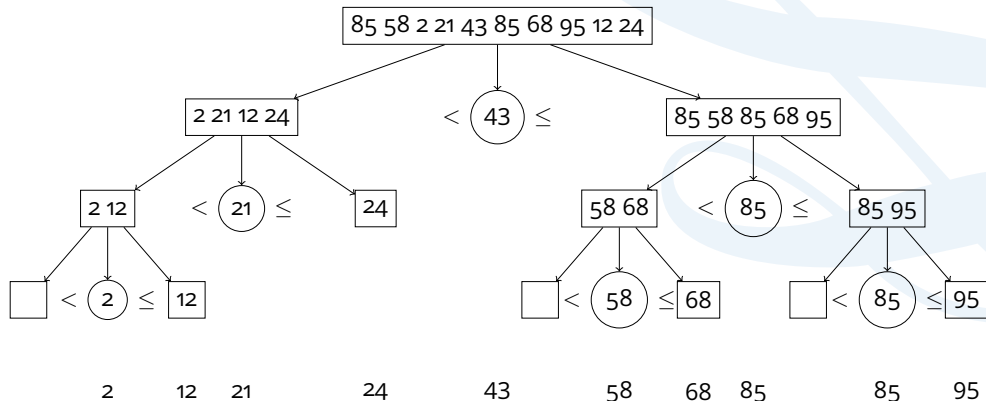 85 58 2 21 43 85 68 95 12 24
2 21 12 24 < 43 ≤ 85 58 85 68 95
2 12 < 21 ≤ 24 58 68 < 85 ≤ 85 95
< 2 ≤ 12 < 58 ≤ 68 < 85 ≤ 95
2 12 21 24 43 58 68 85 85 95